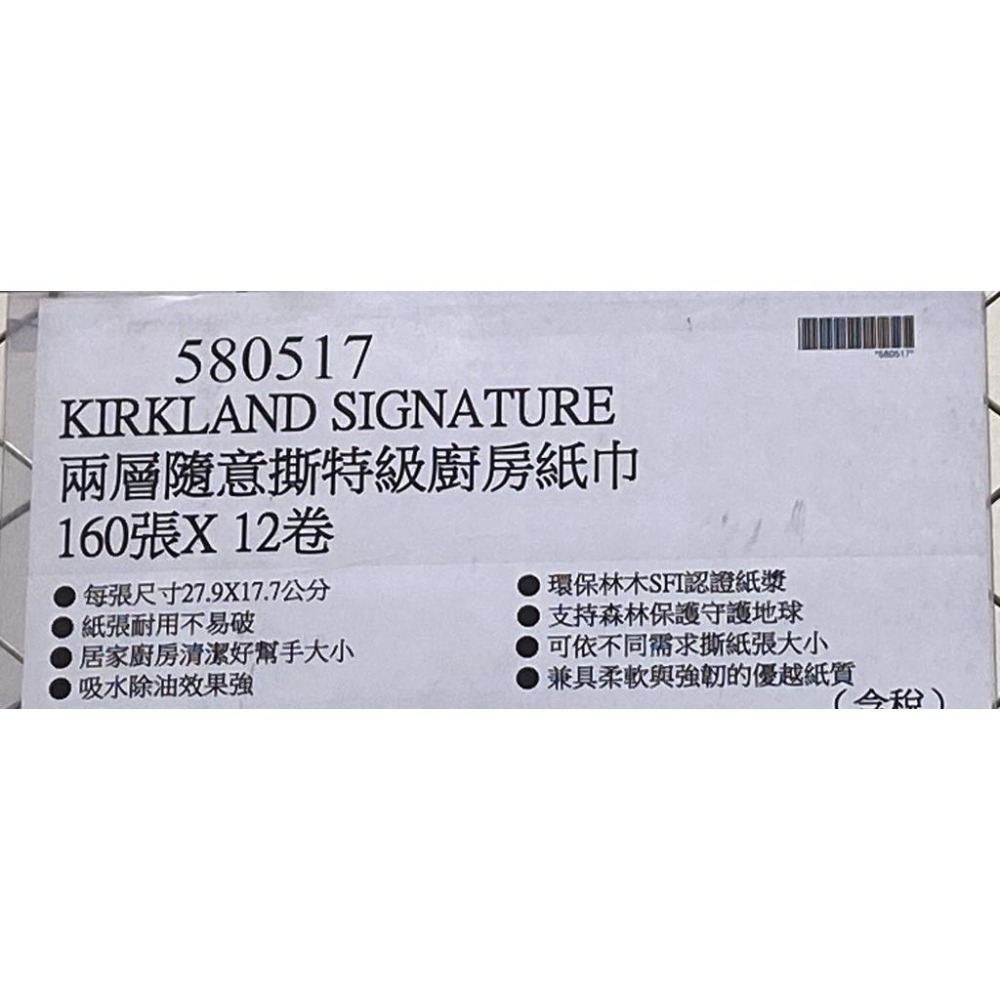 580517
*580517*
KIRKLAND SIGNATURE
兩層隨意撕特級廚房紙巾
160張X 12卷
● 每張尺寸27.9X17.7公分
● 紙張耐用不易破
● 居家廚房清潔好幫手大小
● 吸水除油效果強
● 環保林木SFI認證紙漿
● 支持森林保護守護地球
● 可依不同需求撕紙張大小
● 兼具柔軟與強韌的優越紙質
(含稅)